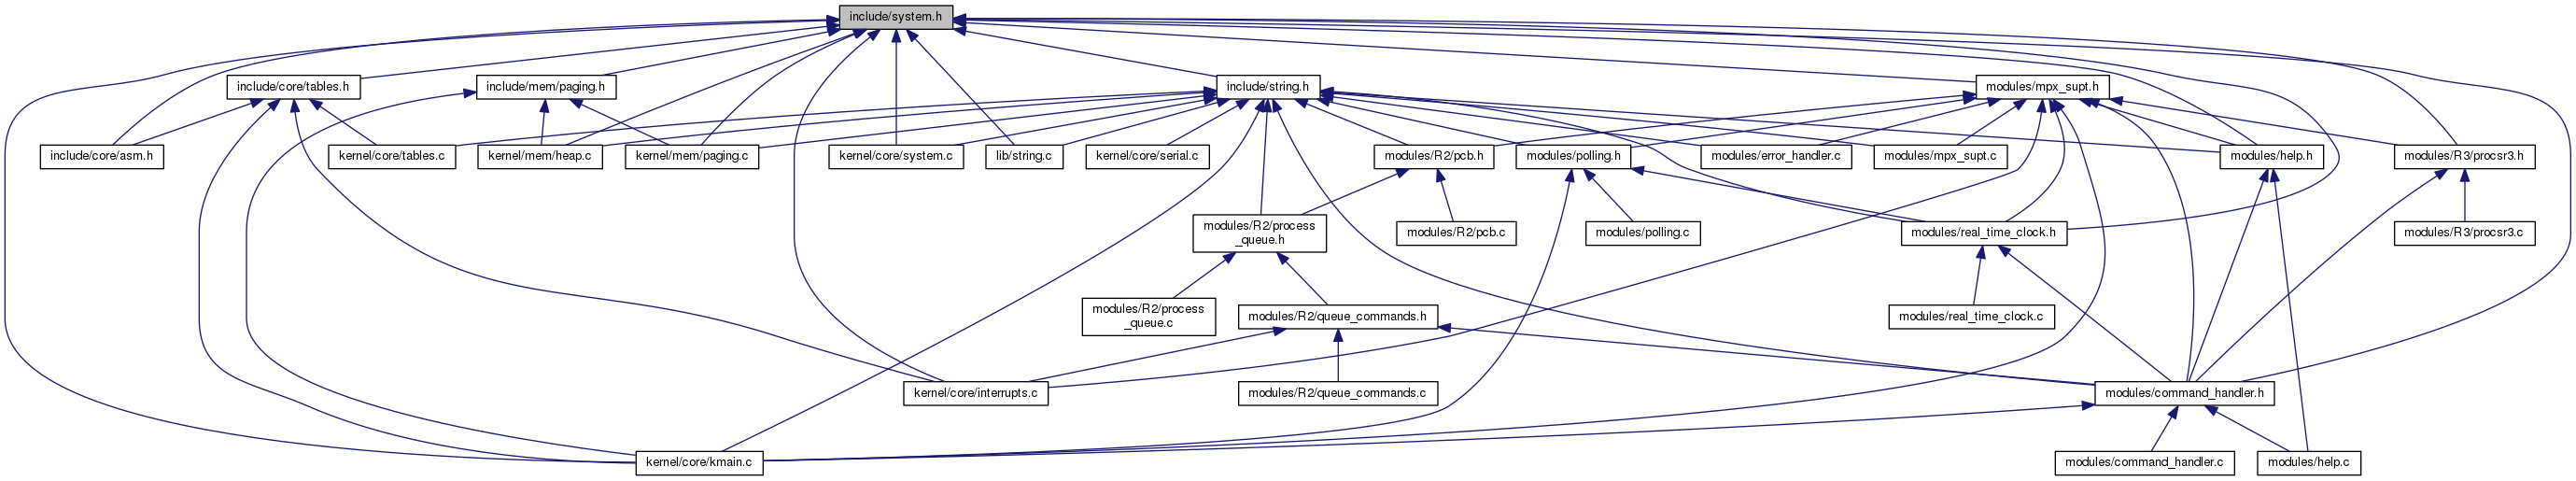 include/system.h
include/core/tables.h
include/mem/paging.h
include/string.h
modules/mpx_supt.h
include/core/asm.h
kernel/core/tables.c
kernel/mem/heap.c
kernel/mem/paging.c
kernel/core/system.c
lib/string.c
kernel/core/serial.c
modules/R2/pcb.h
modules/polling.h
modules/error_handler.c
modules/mpx_supt.c
modules/help.h
modules/R3/procsr3.h
modules/R2/process
_queue.h
modules/R2/pcb.c
modules/polling.c
modules/real_time_clock.h
modules/R3/procsr3.c
modules/R2/process
_queue.c
modules/R2/queue_commands.h
modules/real_time_clock.c
kernel/core/interrupts.c
modules/R2/queue_commands.c
modules/command_handler.h
kernel/core/kmain.c
modules/command_handler.c
modules/help.c